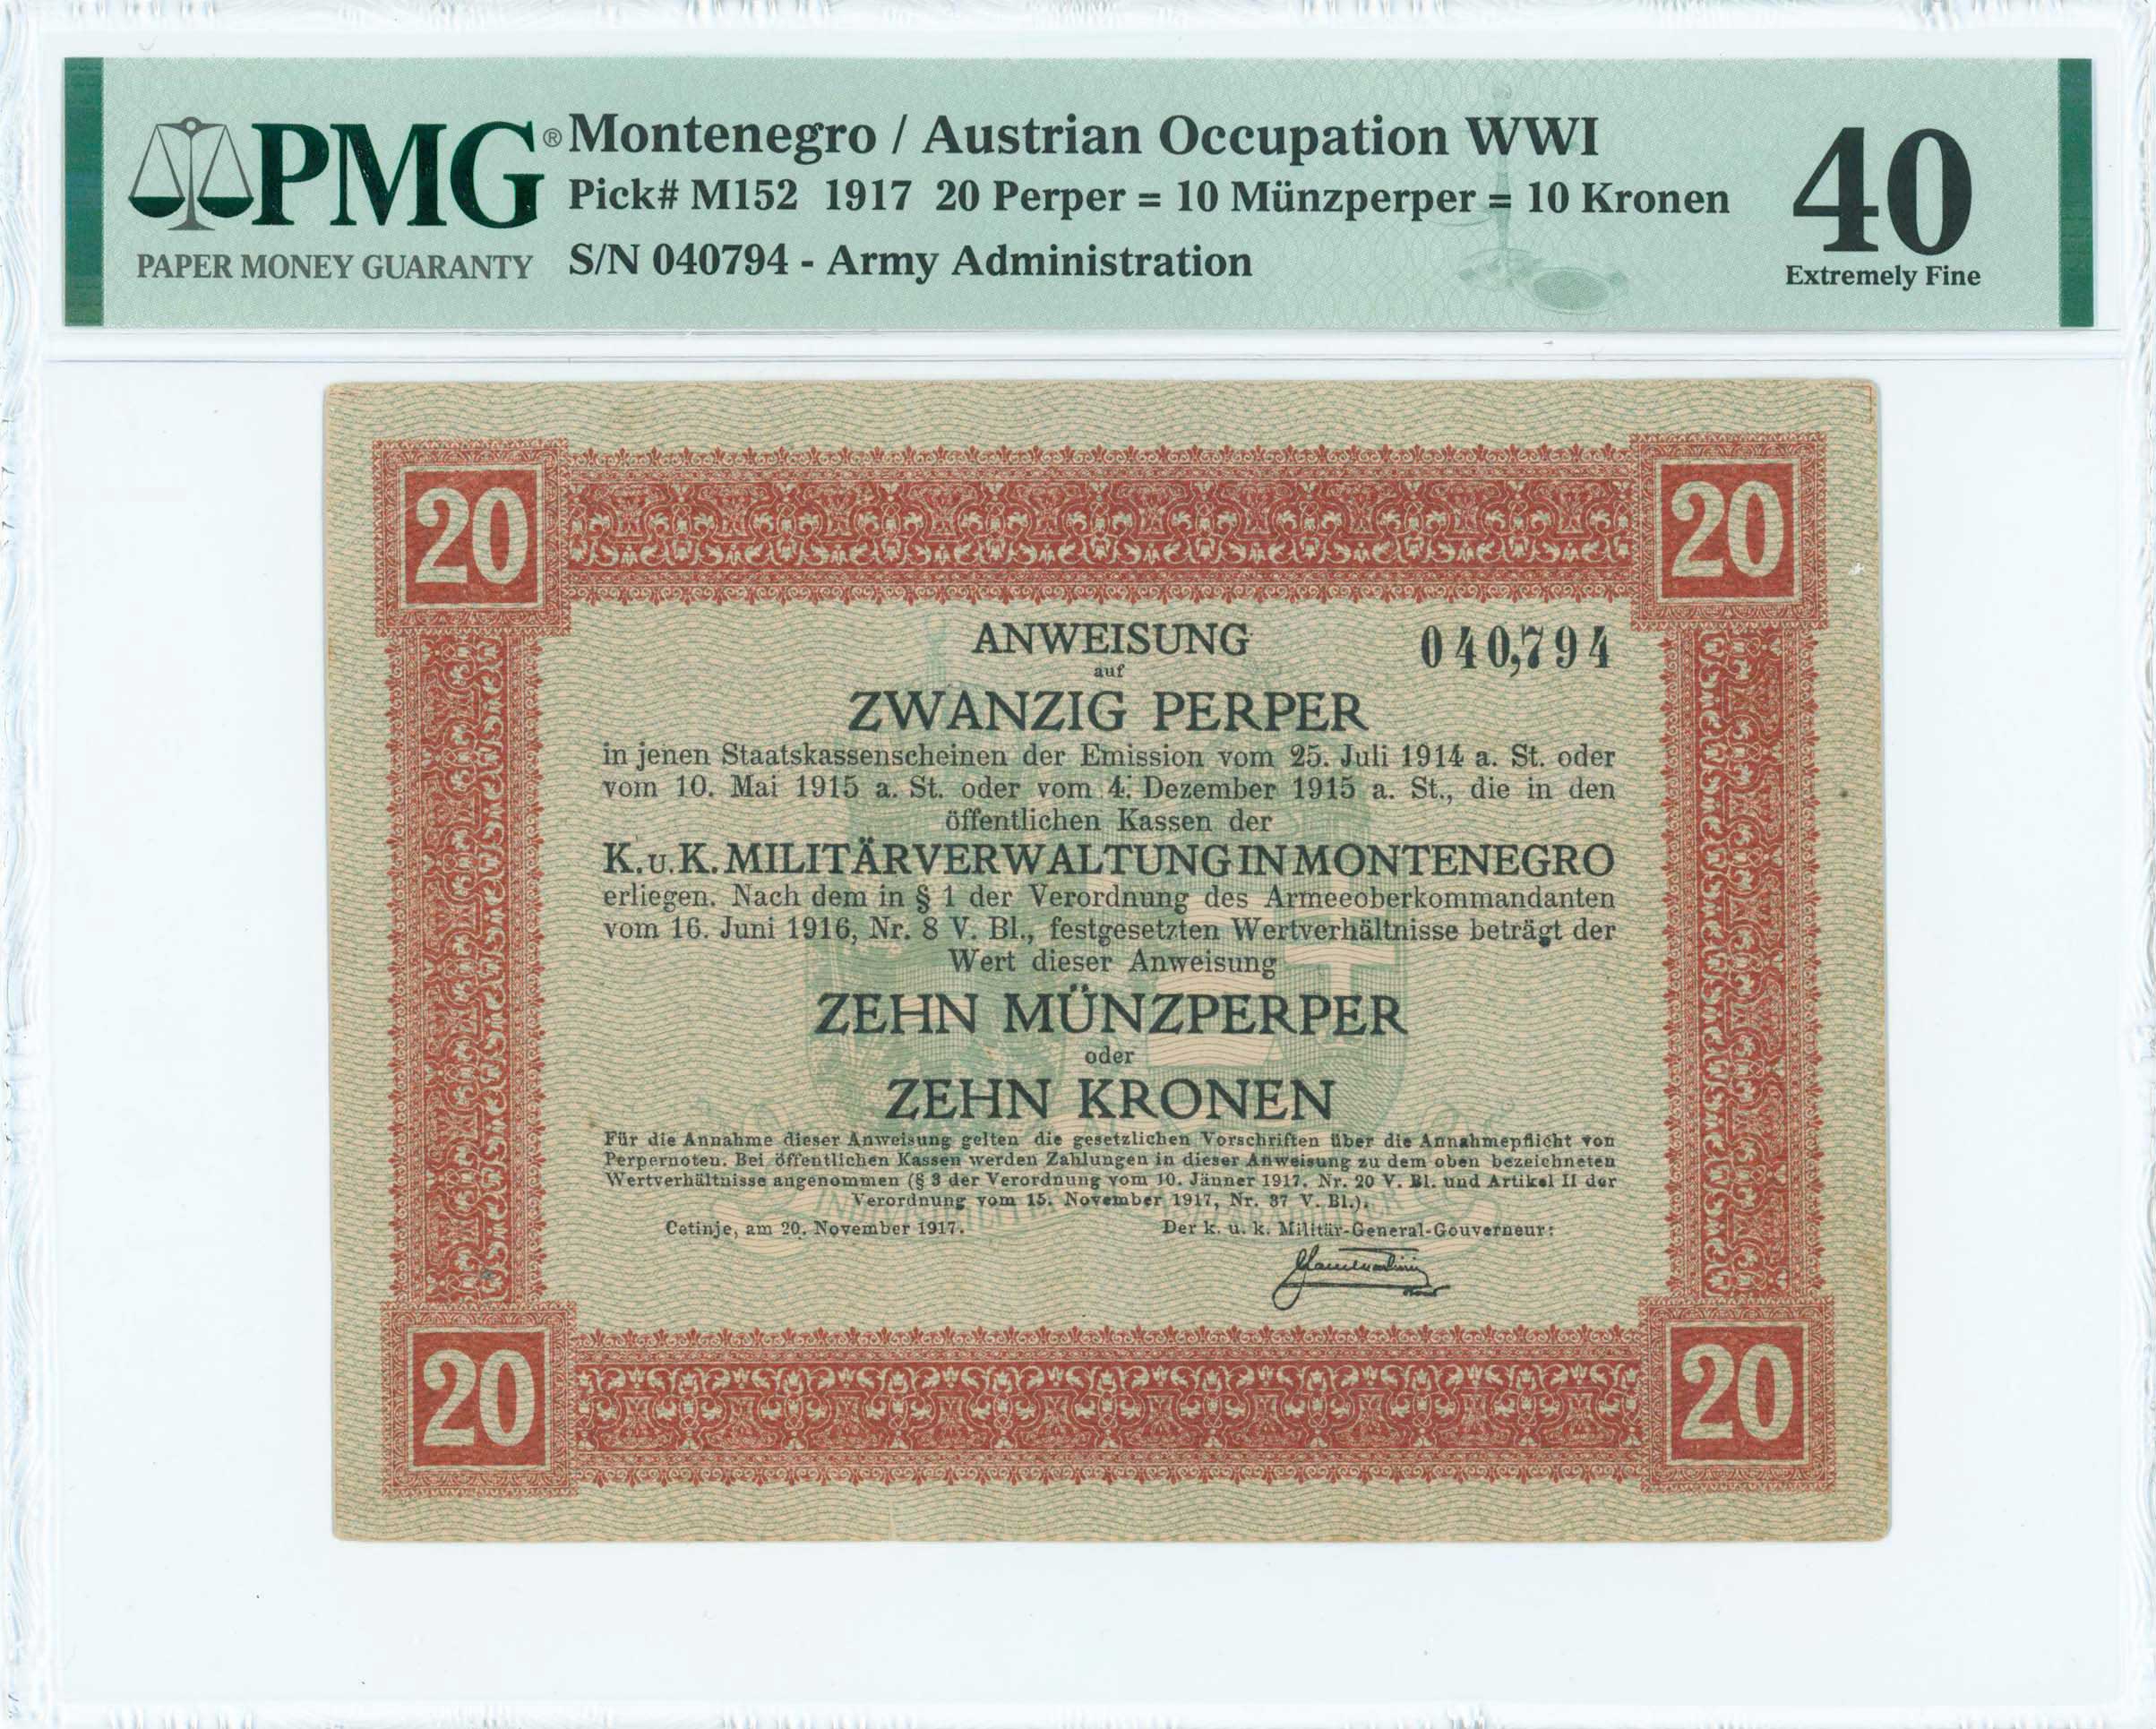 PMG®
PAPER MONEY GUARANTY
Montenegro / Austrian Occupation WWI
Pick# M152 1917 20 Perper = 10 Münzperper = 10 Kronen
S/N 040794 - Army Administration
40
Extremely Fine
20
20
ANWEISUNG
040,794
auf
ZWANZIG PERPER
in jenen Staatskassenscheinen der Emission vom 25. Juli 1914 a. St. oder
vom 10. Mai 1915 a. St. oder vom 4. Dezember 1915 a. St., die in den
öffentlichen Kassen der
K.u.K. MILITÄRVERWALTUNG IN MONTENEGRO
erliegen. Nach dem in § 1 der Verordnung des Armeeoberkommandanten
vom 16. Juni 1916, Nr. 8 V. Bl., festgesetzten Wertverhältnisse beträgt der
Wert dieser Anweisung
ZEHN MÜNZPERPER
oder
ZEHN KRONEN
Für die Annahme dieser Anweisung gelten die gesetzlichen Vorschriften über die Annahmepflicht von
Perpernoten. Bei öffentlichen Kassen werden Zahlungen in dieser Anweisung zu dem oben bezeichneten
Wertverhältnisse angenommen (§ 3 der Verordnung vom 10. Jänner 1917, Nr. 20 V. Bl. und Artikel II der
Verordnung vom 15. November 1917, Nr. 37 V. Bl.).
Cetinje, am 20. November 1917.
Der k. u. k. Militär-General-Gouverneur:
20
20